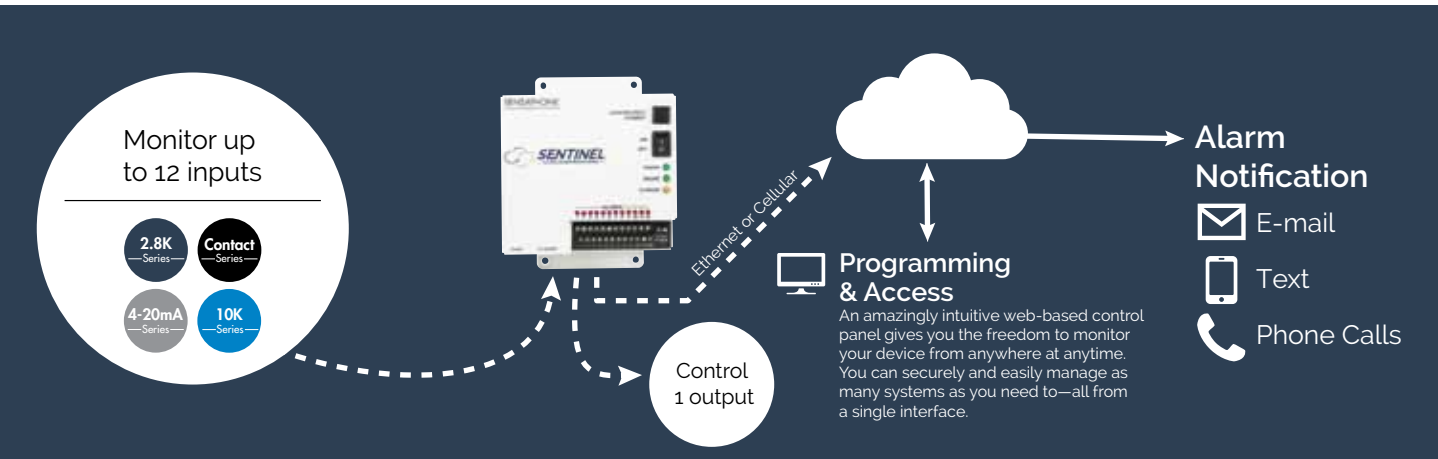 Monitor up
to 12 inputs
2.8K
Series
Contact
Series
4-20mA
Series
10K
Series
SENSAPHONE
SENTINEL
Ethernet or Cellular
Control
1 output
Programming
& Access
An amazingly intuitive web-based control
panel gives you the freedom to monitor
your device from anywhere at anytime.
You can securely and easily manage as
many systems as you need to—all from
a single interface.
Alarm
Notification
E-mail
Text
Phone Calls